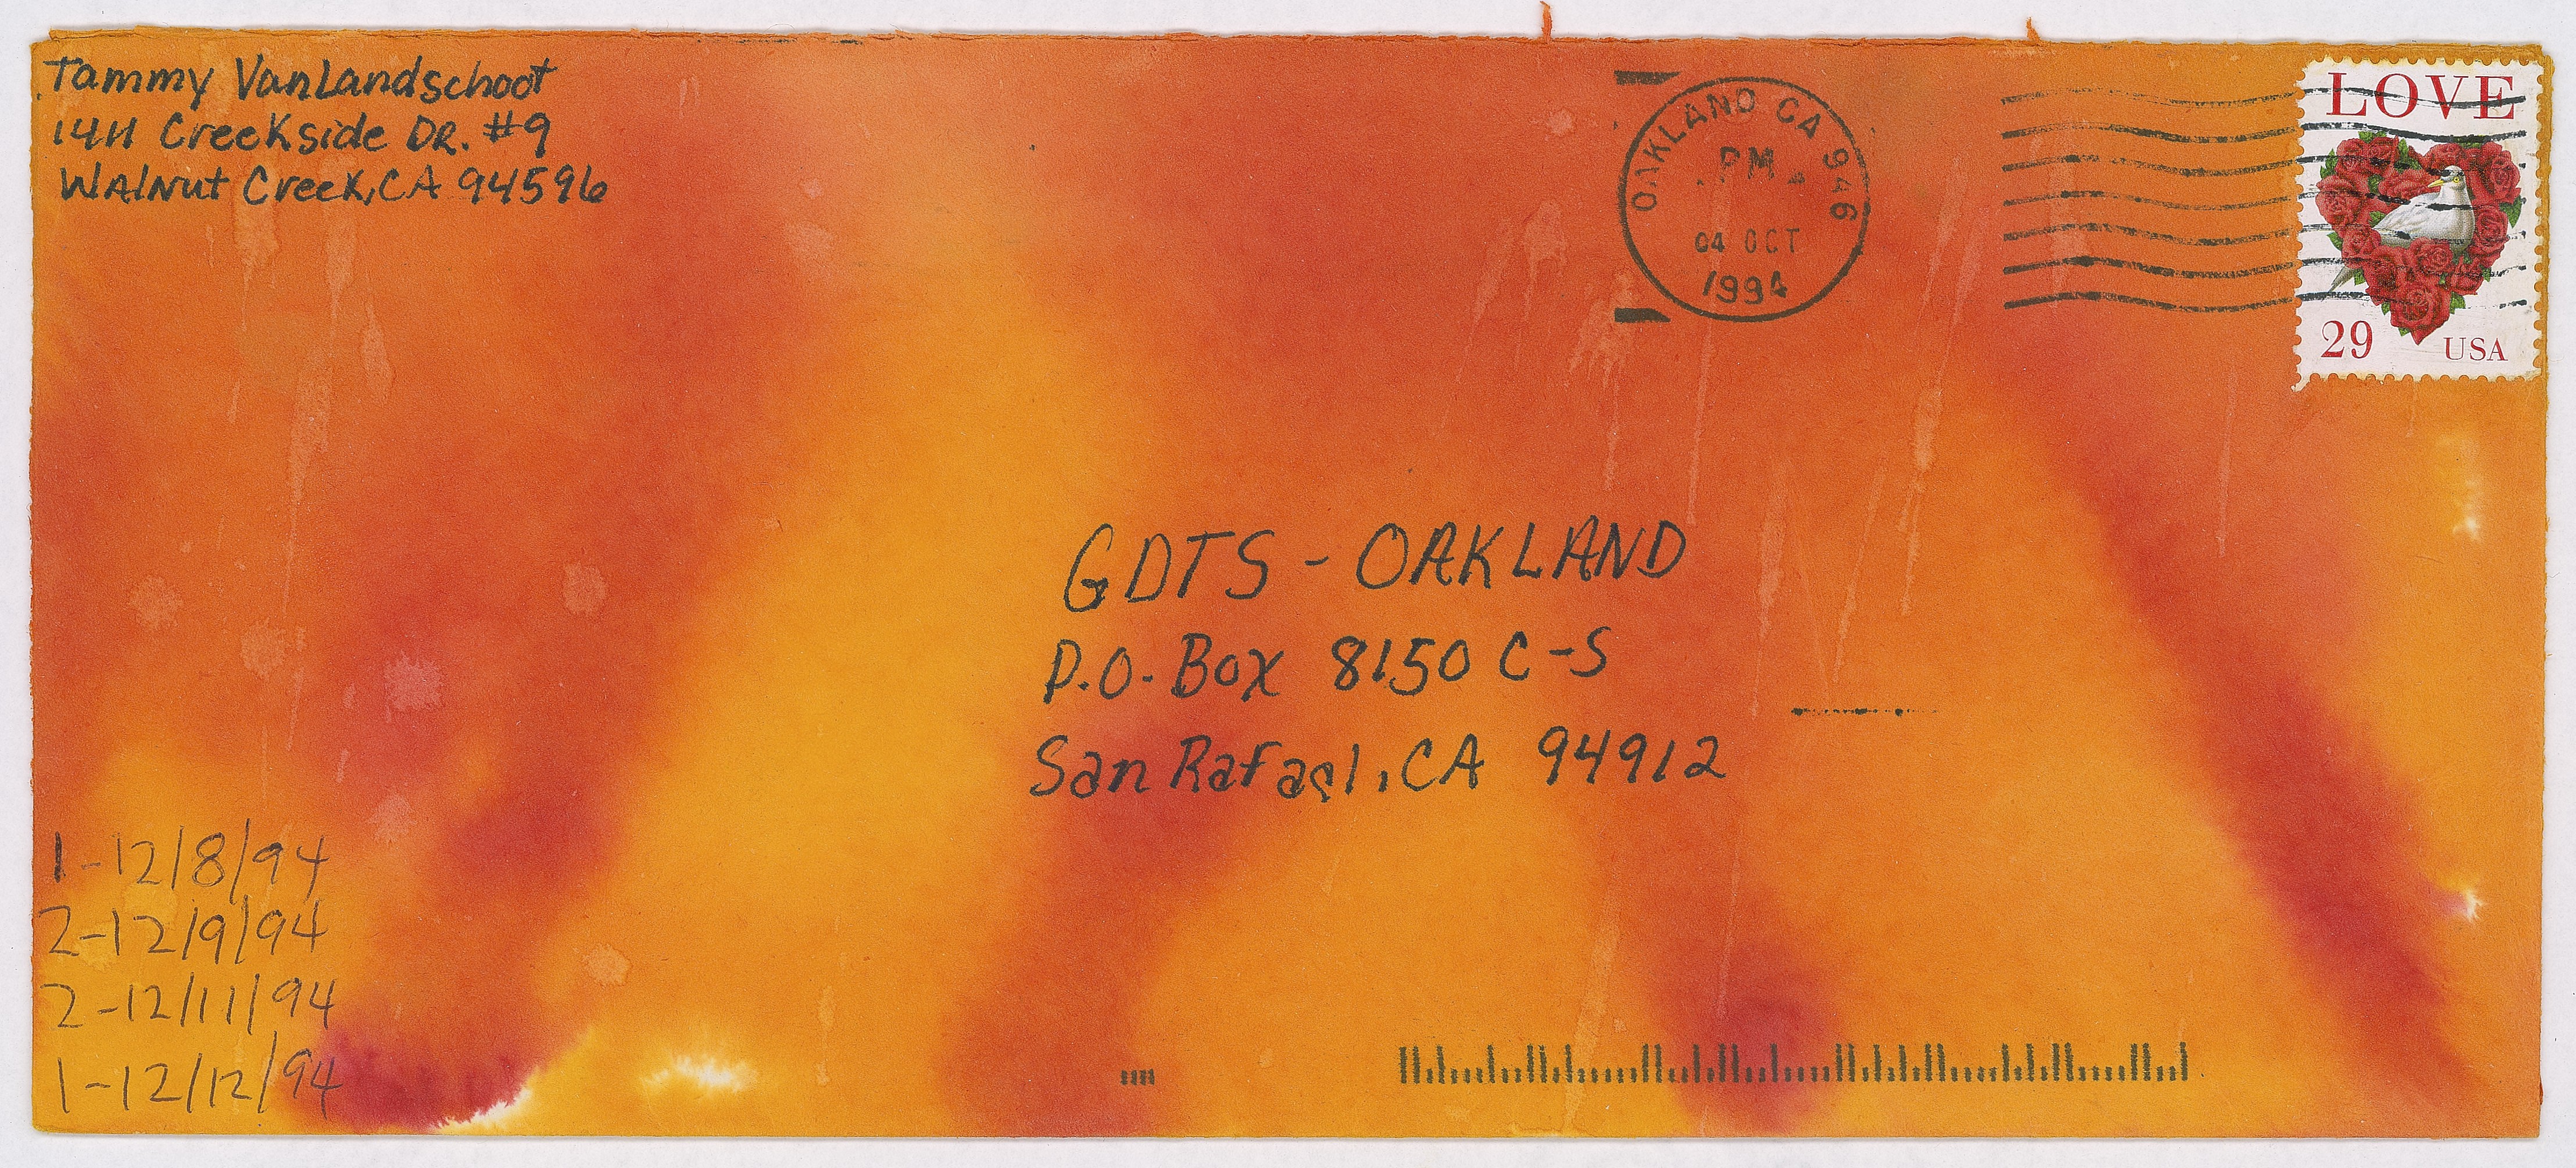 Tammy VanLandschoot
1411 Creekside DR. #9
Walnut Creek, CA 94596
OAKLAND CA 946
PM
04 OCT
1994
LOVE
29 USA
GDTS - OAKLAND
P.O. Box 8150 C-S
San Rafael, CA 94912
1-12/8/94
2-12/9/94
2-12/11/94
1-12/12/94